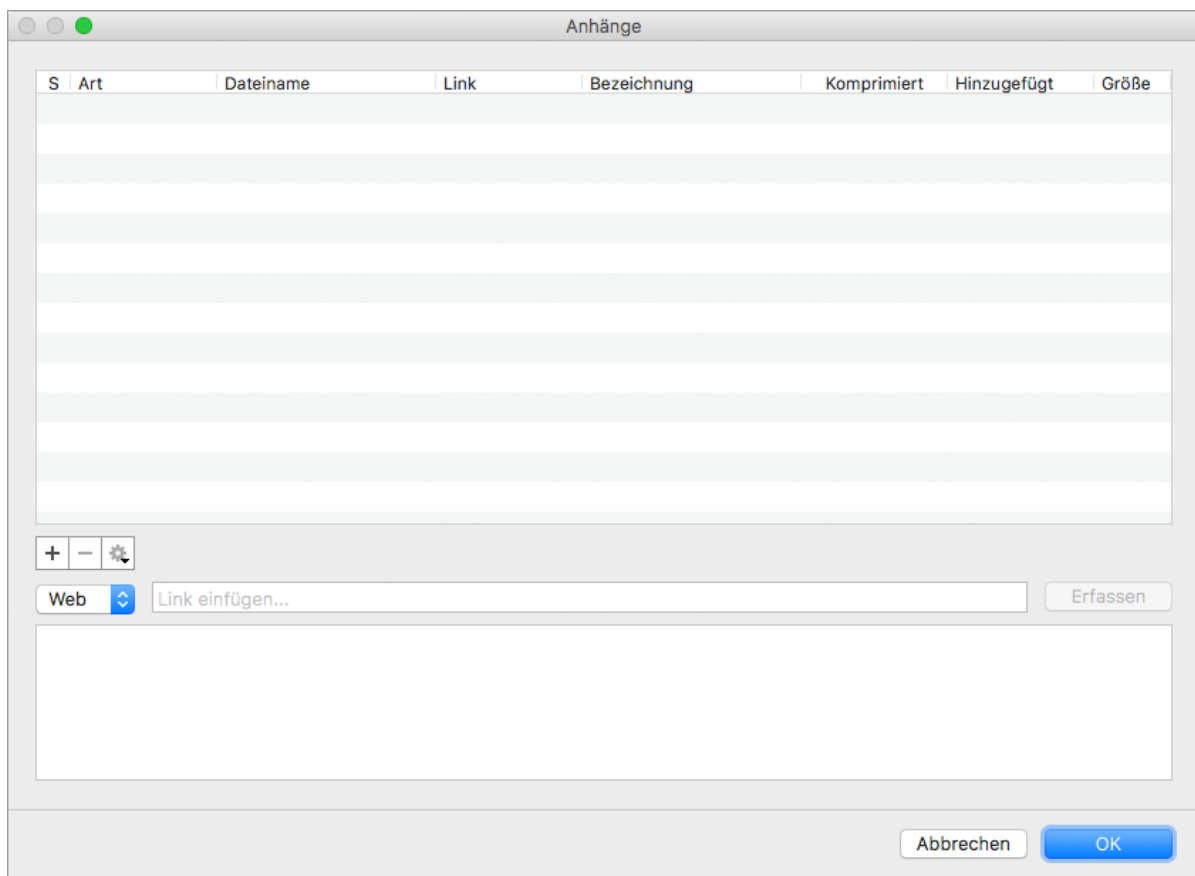 Anhänge
S Art Dateiname Link Bezeichnung Komprimiert Hinzugefügt Größe
Web Link einfügen... Erfassen
Abbrechen OK